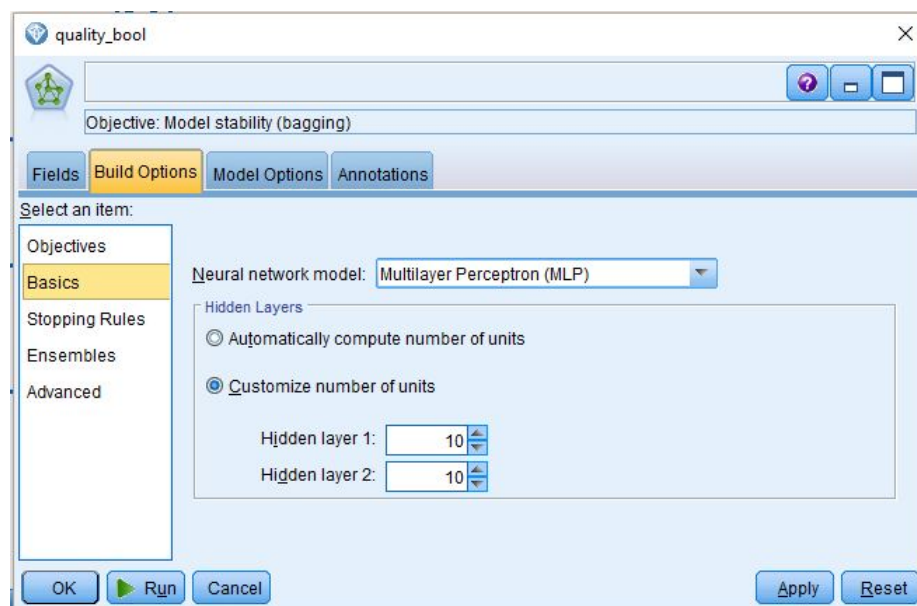 quality_bool
?
Objective: Model stability (bagging)
Fields Build Options Model Options Annotations
Select an item:
Objectives
Basics
Stopping Rules
Ensembles
Advanced
Neural network model: Multilayer Perceptron (MLP)
Hidden Layers
Automatically compute number of units
Customize number of units
Hidden layer 1: 10
Hidden layer 2: 10
OK Run Cancel Apply Reset